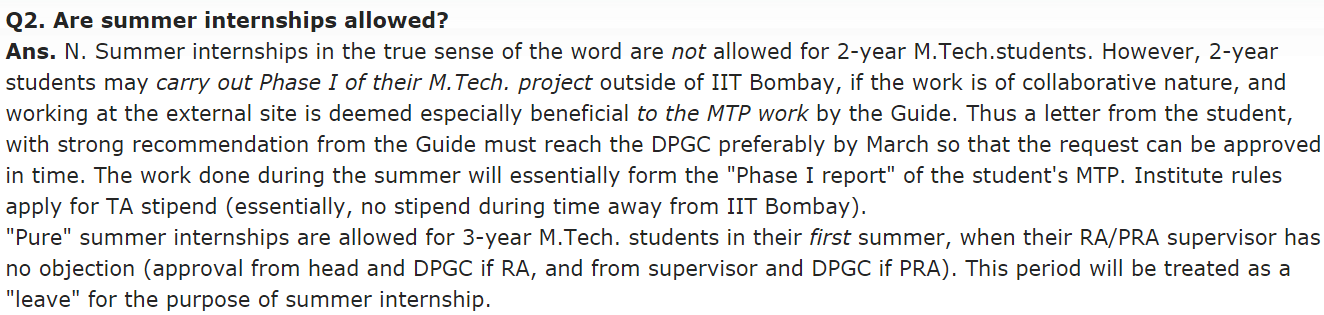 Q2. Are summer internships allowed?
Ans. N. Summer internships in the true sense of the word are not allowed for 2-year M.Tech.students. However, 2-year
students may carry out Phase I of their M.Tech. project outside of IIT Bombay, if the work is of collaborative nature, and
working at the external site is deemed especially beneficial to the MTP work by the Guide. Thus a letter from the student,
with strong recommendation from the Guide must reach the DPGC preferably by March so that the request can be approved
in time. The work done during the summer will essentially form the "Phase I report" of the student's MTP. Institute rules
apply for TA stipend (essentially, no stipend during time away from IIT Bombay).
"Pure" summer internships are allowed for 3-year M.Tech. students in their first summer, when their RA/PRA supervisor has
no objection (approval from head and DPGC if RA, and from supervisor and DPGC if PRA). This period will be treated as a
"leave" for the purpose of summer internship.